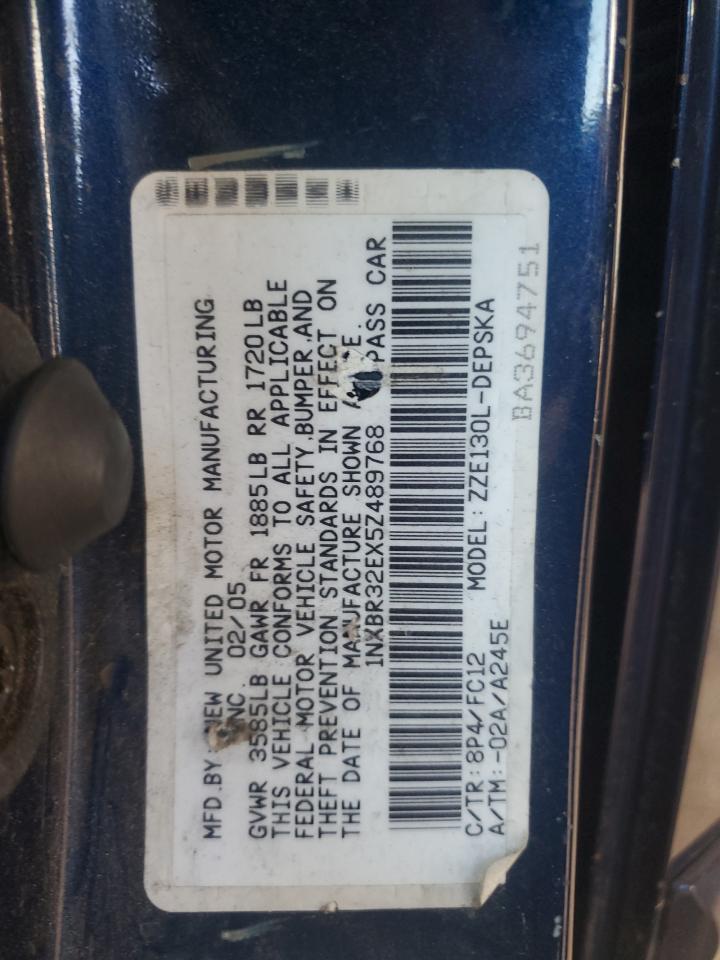 MFD.BY NEW UNITED MOTOR MANUFACTURING
INC. 02/05
GVWR 3585LB GAWR FR 1885LB RR 1720LB
THIS VEHICLE CONFORMS TO ALL APPLICABLE
FEDERAL MOTOR VEHICLE SAFETY,BUMPER,AND
THEFT PREVENTION STANDARDS IN EFFECT ON
THE DATE OF MANUFACTURE SHOWN
1NXBR32EX5Z489768 PASS CAR
C/TR:8P4/FC12 MODEL:ZZE130L-DEPSKA
A/TM:-02A/A245E
BA3694751